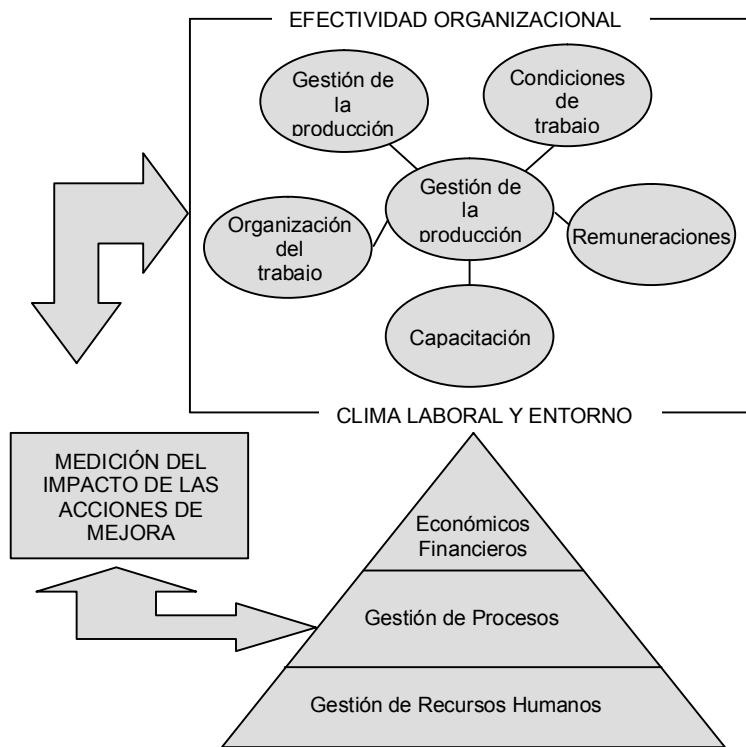 EFECTIVIDAD ORGANIZACIONAL
Gestión de
la
producción
Condiciones
de
trabajo
Gestión de
la
producción
Organización
del
trabajo
Remuneraciones
Capacitación
CLIMA LABORAL Y ENTORNO
MEDICIÓN DEL
IMPACTO DE LAS
ACCIONES DE
MEJORA
Económicos
Financieros
Gestión de Procesos
Gestión de Recursos Humanos